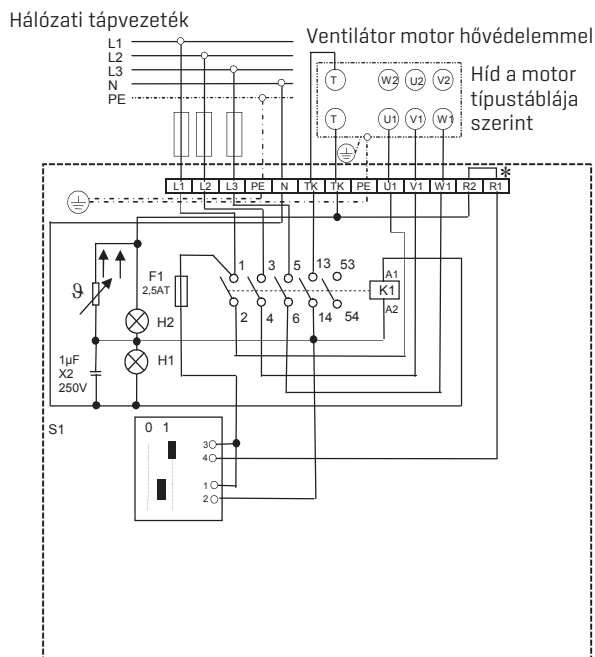 Hálózati tápvezeték
Ventilátor motor hővédelemmel
L1
L2
L3
N
PE
T W2 U2 V2
T U1 V1 W1
Híd a motor
típustáblája
szerint
*
L1 L2 L3 PE N TK TK PE U1 V1 W1 R2 R1
F1
2,5AT
1 3 5 13 53
2 4 6 14 54
A1
K1
A2
ϑ
H2
H1
1µF
X2
250V
S1
0 1
3
4
1
2